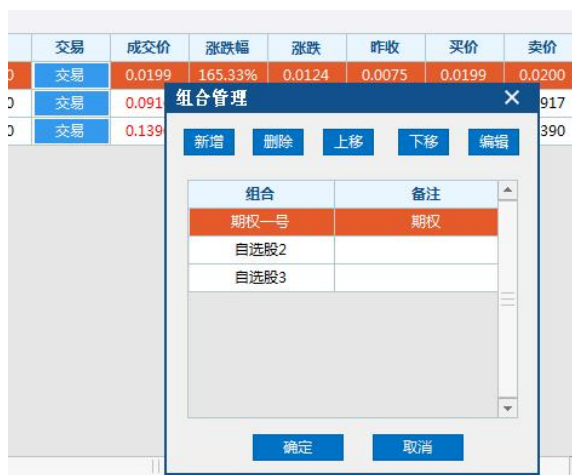 交易 成交价 涨跌幅 涨跌 昨收 买价 卖价
0 交易 0.0199 165.33% 0.0124 0.0075 0.0199 0.0200
0 交易 0.091 917
0 交易 0.139 390
组合管理
新增 删除 上移 下移 编辑
组合 备注
期权一号 期权
自选股2
自选股3
确定 取消